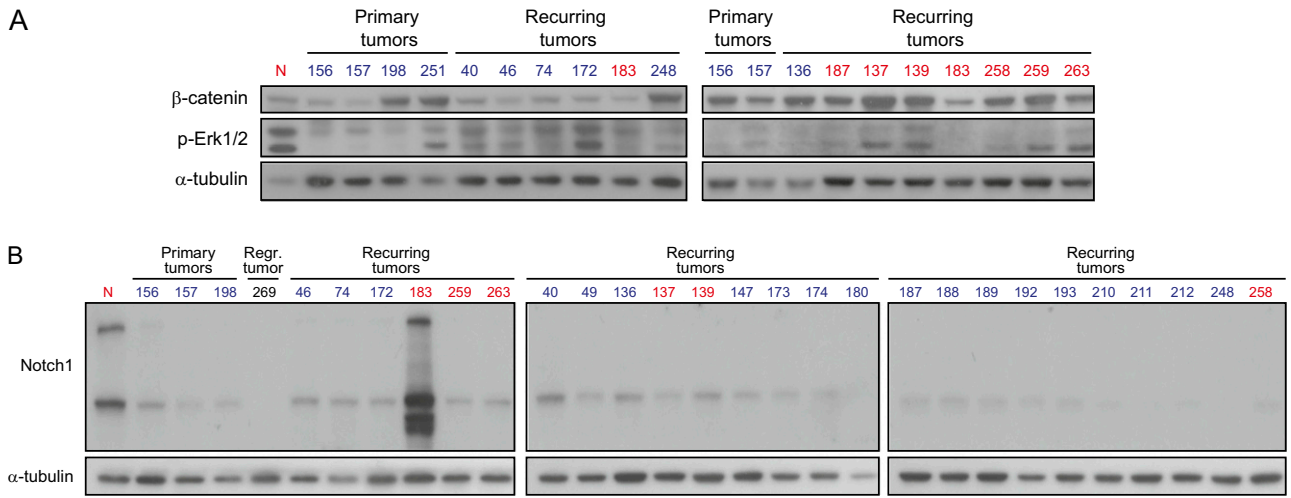 A
Primary tumors
Recurring tumors
Primary tumors
Recurring tumors
N 156 157 198 251 40 46 74 172 183 248 156 157 136 187 137 139 183 258 259 263
β-catenin
p-Erk1/2
α-tubulin
B
Primary tumors
Regr. tumor
Recurring tumors
Recurring tumors
Recurring tumors
N 156 157 198 269 46 74 172 183 259 263 40 49 136 137 139 147 173 174 180 187 188 189 192 193 210 211 212 248 258
Notch1
α-tubulin